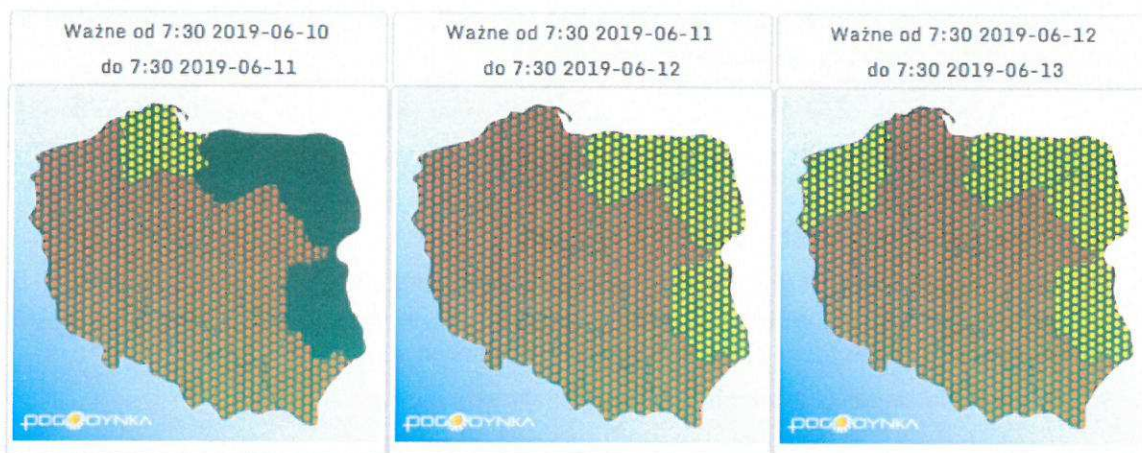 Ważne od 7:30 2019-06-10
do 7:30 2019-06-11
Ważne od 7:30 2019-06-11
do 7:30 2019-06-12
Ważne od 7:30 2019-06-12
do 7:30 2019-06-13
POGODYNKA
POGODYNKA
POGODYNKA